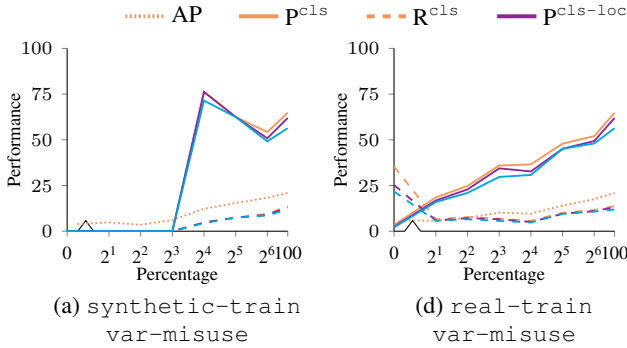 AP P^cls R^cls P^cls-loc
100
75
50
25
0
Performance
0 2^1 2^2 2^3 2^4 2^5 2^6 100
Percentage
(a) synthetic-train
var-misuse
100
75
50
25
0
Performance
0 2^1 2^2 2^3 2^4 2^5 2^6 100
Percentage
(d) real-train
var-misuse